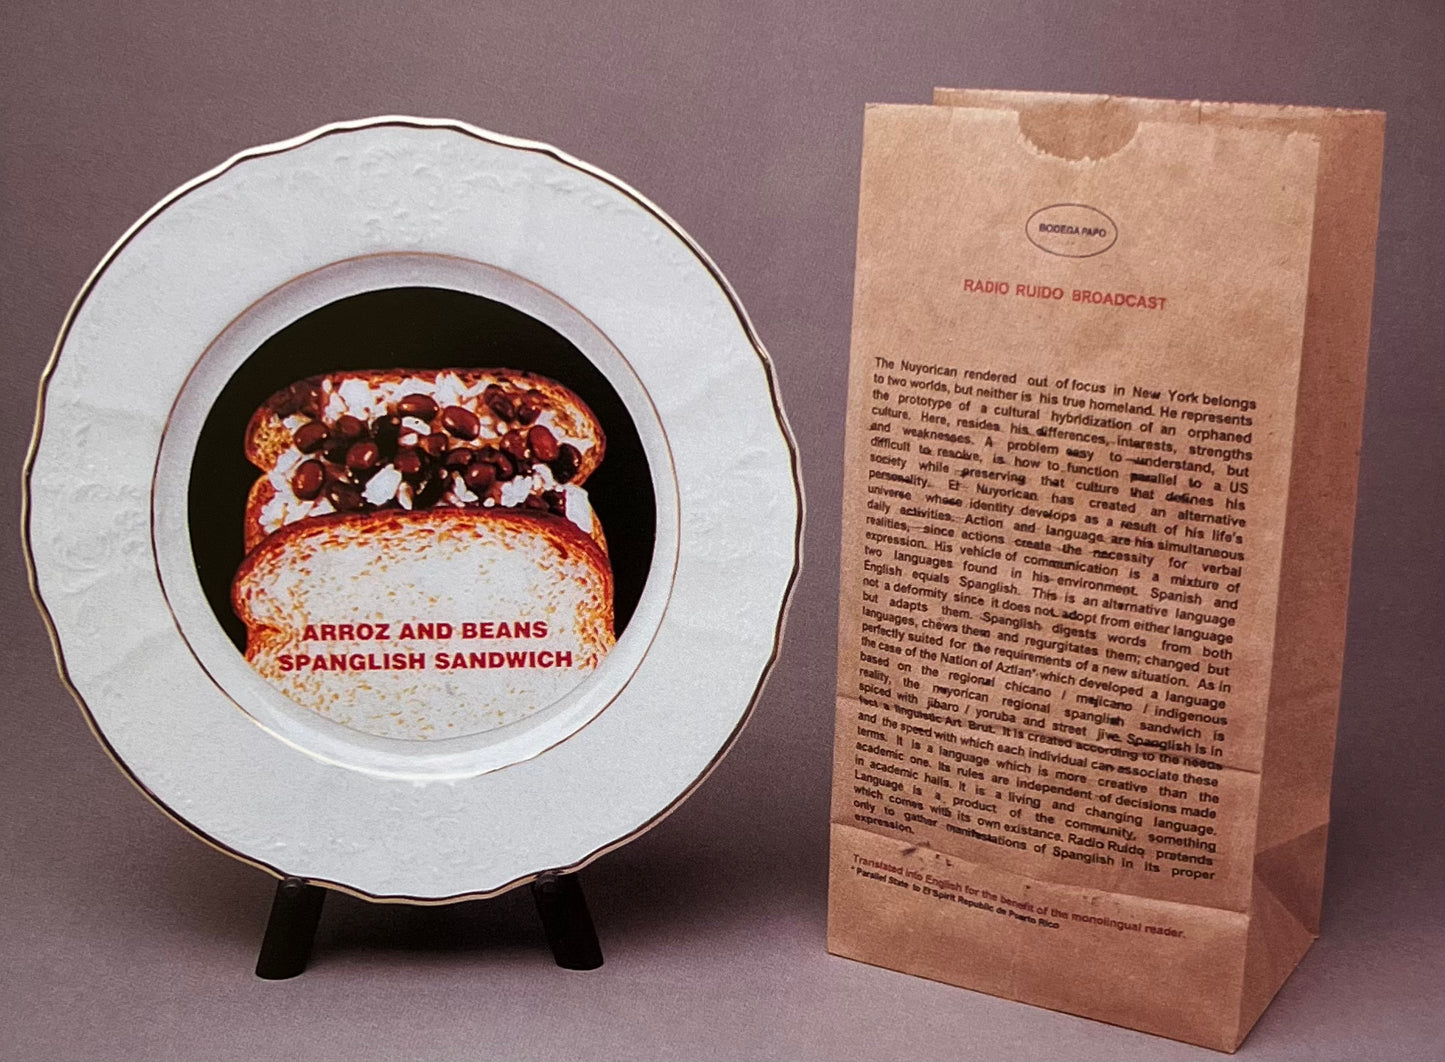 ARROZ AND BEANS
SPANGLISH SANDWICH
BODEGA PAPO
RADIO RUIDO BROADCAST
The Nuyorican rendered out of focus in New York belongs
to two worlds, but neither is his true homeland. He represents
the prototype of a cultural hybridization of an orphaned
culture. Here, resides his differences, interests, strengths
and weaknesses. A problem easy to understand, but
difficult to resolve, is how to function parallel to a US
society while preserving that culture that defines his
personality. El Nuyorican has created an alternative
universe whose identity develops as a result of his life's
daily activities. Action and language are his simultaneous
realities, since actions create the necessity for verbal
expression. His vehicle of communication is a mixture of
two languages found in his environment. Spanish and
English equals Spanglish. This is an alternative language
not a deformity since it does not adopt from either language
but adapts them. Spanglish digests words from both
languages, chews them and regurgitates them; changed but
perfectly suited for the requirements of a new situation. As in
the case of the Nation of Aztlan* which developed a language
based on the regional chicano / mejicano / indigenous
reality, the nuyorican regional spanglish sandwich is
spiced with jibaro / yoruba and street jive. Spanglish is in
fact a linguistic Art Brut. It is created according to the needs
and the speed with which each individual can associate these
terms. It is a language which is more creative than the
academic one. Its rules are independent of decisions made
in academic halls. It is a living and changing language.
Language is a product of the community, something
which comes with its own existance. Radio Ruido pretends
only to gather manifestations of Spanglish in its proper
expression.
Translated into English for the benefit of the monolingual reader.
* Parallel State to El Spirit Republic de Puerto Rico